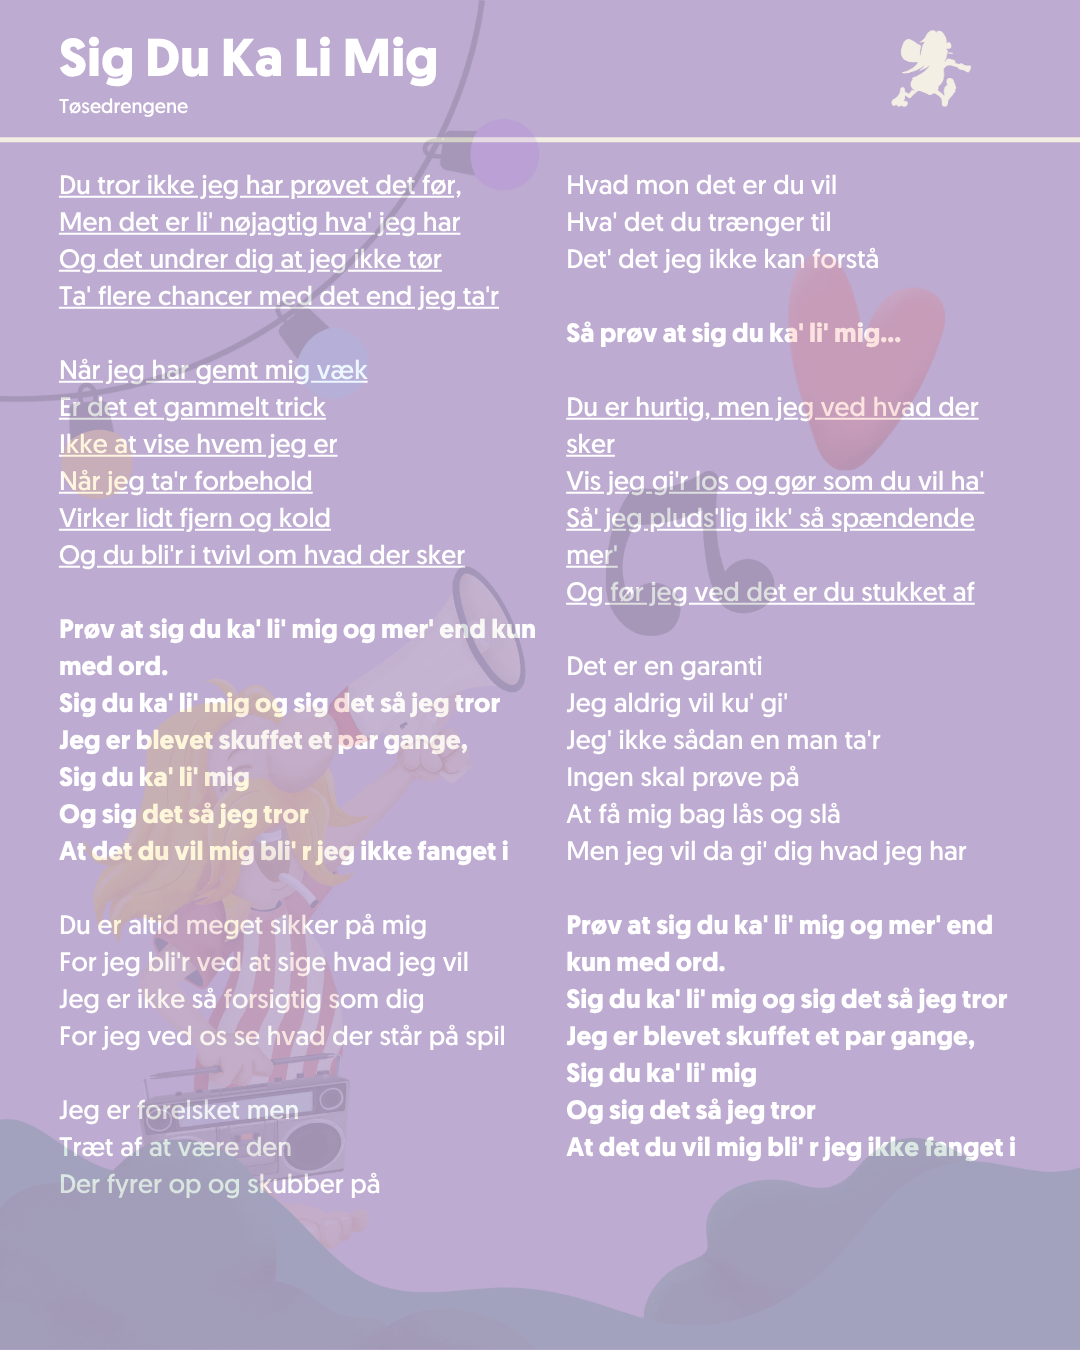 Sig Du Ka Li Mig
Tøsedrengene
Du tror ikke jeg har prøvet det før,
Men det er li' nøjagtig hva' jeg har
Og det undrer dig at jeg ikke tør
Ta' flere chancer med det end jeg ta'r
Når jeg har gemt mig væk
Er det et gammelt trick
Ikke at vise hvem jeg er
Når jeg ta'r forbehold
Virker lidt fjern og kold
Og du bli'r i tvivl om hvad der sker
Prøv at sig du ka' li' mig og mer' end kun
med ord.
Sig du ka' li' mig og sig det så jeg tror
Jeg er blevet skuffet et par gange,
Sig du ka' li' mig
Og sig det så jeg tror
At det du vil mig bli' r jeg ikke fanget i
Du er altid meget sikker på mig
For jeg bli'r ved at sige hvad jeg vil
Jeg er ikke så forsigtig som dig
For jeg ved os se hvad der står på spil
Jeg er forelsket men
Træt af at være den
Der fyrer op og skubber på
Hvad mon det er du vil
Hva' det du trænger til
Det' det jeg ikke kan forstå
Så prøv at sig du ka' li' mig...
Du er hurtig, men jeg ved hvad der
sker
Vis jeg gi'r los og gør som du vil ha'
Så' jeg pluds'lig ikk' så spændende
mer'
Og før jeg ved det er du stukket af
Det er en garanti
Jeg aldrig vil ku' gi'
Jeg' ikke sådan en man ta'r
Ingen skal prøve på
At få mig bag lås og slå
Men jeg vil da gi' dig hvad jeg har
Prøv at sig du ka' li' mig og mer' end
kun med ord.
Sig du ka' li' mig og sig det så jeg tror
Jeg er blevet skuffet et par gange,
Sig du ka' li' mig
Og sig det så jeg tror
At det du vil mig bli' r jeg ikke fanget i